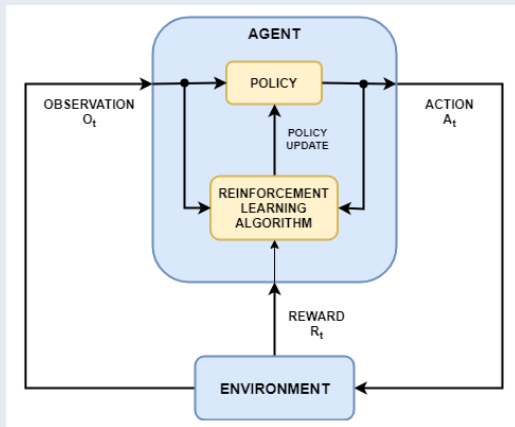 AGENT
POLICY
OBSERVATION
Oₜ
ACTION
Aₜ
POLICY
UPDATE
REINFORCEMENT
LEARNING
ALGORITHM
REWARD
Rₜ
ENVIRONMENT